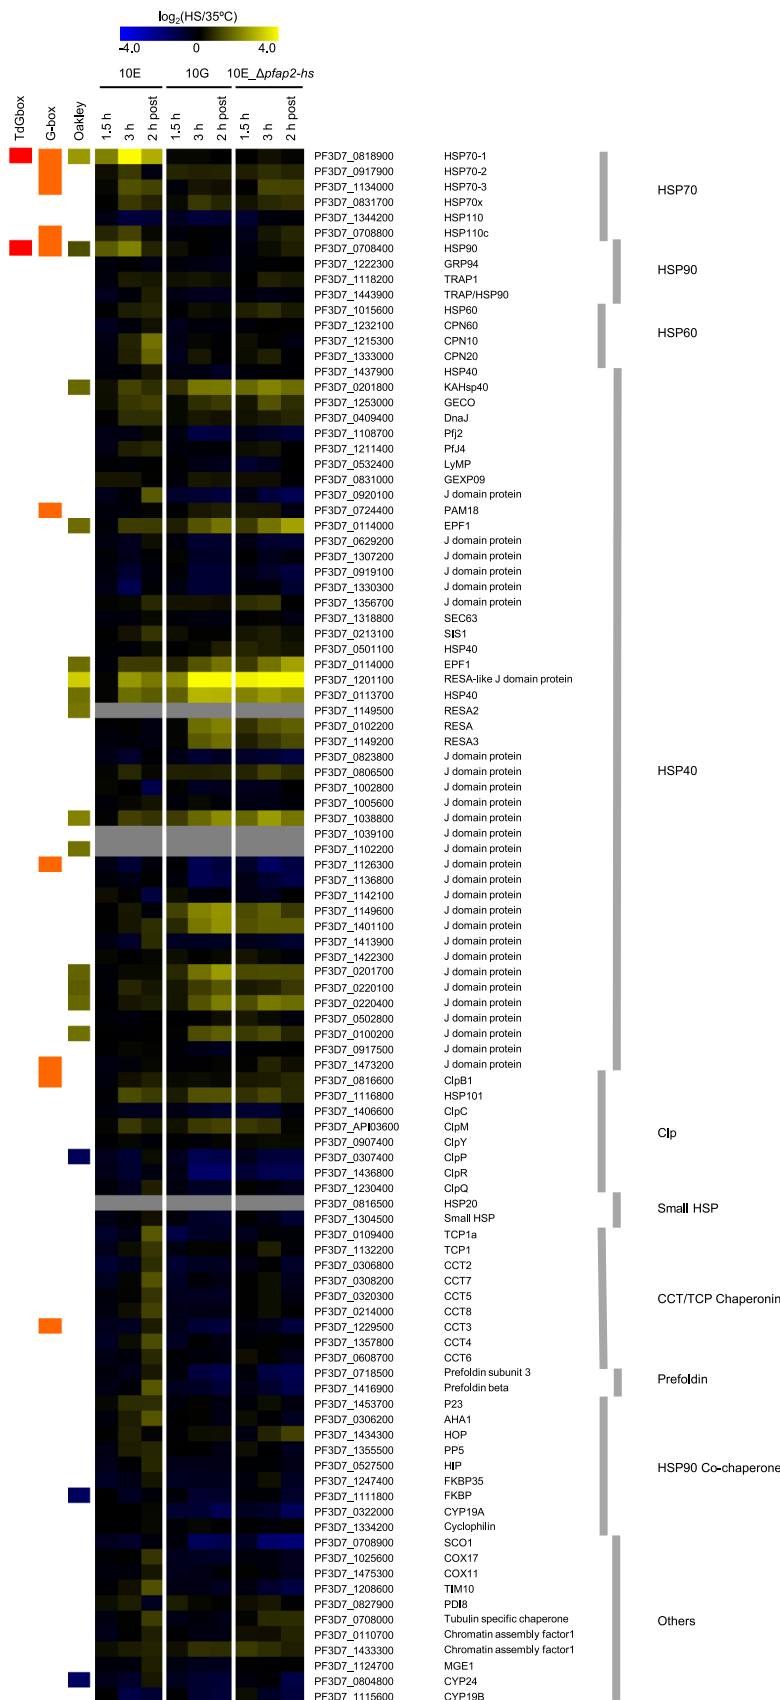 log2(HS/35ºC)
-4.0 0 4.0
10E 10G 10E_Δpfap2-hs
TdGbox G-box Oakley 1.5 h 3 h 2 h post 1.5 h 3 h 2 h post 1.5 h 3 h 2 h post
PF3D7_0818900 HSP70-1
PF3D7_0917900 HSP70-2
PF3D7_1134000 HSP70-3
HSP70
PF3D7_0831700 HSP70x
PF3D7_1344200 HSP110
PF3D7_0708800 HSP110c
PF3D7_0708400 HSP90
PF3D7_1222300 GRP94
HSP90
PF3D7_1118200 TRAP1
PF3D7_1443900 TRAP/HSP90
PF3D7_1015600 HSP60
PF3D7_1232100 CPN60
HSP60
PF3D7_1215300 CPN10
PF3D7_1333000 CPN20
PF3D7_1437900 HSP40
PF3D7_0201800 KAHsp40
PF3D7_1253000 GECO
PF3D7_0409400 DnaJ
PF3D7_1108700 Pfj2
PF3D7_1211400 PfJ4
PF3D7_0532400 LyMP
PF3D7_0831000 GEXP09
PF3D7_0920100 J domain protein
PF3D7_0724400 PAM18
PF3D7_0114000 EPF1
PF3D7_0629200 J domain protein
PF3D7_1307200 J domain protein
PF3D7_0919100 J domain protein
PF3D7_1330300 J domain protein
PF3D7_1356700 J domain protein
PF3D7_1318800 SEC63
PF3D7_0213100 SIS1
PF3D7_0501100 HSP40
PF3D7_0114000 EPF1
PF3D7_1201100 RESA-like J domain protein
PF3D7_0113700 HSP40
PF3D7_1149500 RESA2
PF3D7_0102200 RESA
PF3D7_1149200 RESA3
PF3D7_0823800 J domain protein
PF3D7_0806500 J domain protein
HSP40
PF3D7_1002800 J domain protein
PF3D7_1005600 J domain protein
PF3D7_1038800 J domain protein
PF3D7_1039100 J domain protein
PF3D7_1102200 J domain protein
PF3D7_1126300 J domain protein
PF3D7_1136800 J domain protein
PF3D7_1142100 J domain protein
PF3D7_1149600 J domain protein
PF3D7_1401100 J domain protein
PF3D7_1413900 J domain protein
PF3D7_1422300 J domain protein
PF3D7_0201700 J domain protein
PF3D7_0220100 J domain protein
PF3D7_0220400 J domain protein
PF3D7_0502800 J domain protein
PF3D7_0100200 J domain protein
PF3D7_0917500 J domain protein
PF3D7_1473200 J domain protein
PF3D7_0816600 ClpB1
PF3D7_1116800 HSP101
PF3D7_1406600 ClpC
PF3D7_API03600 ClpM
Clp
PF3D7_0907400 ClpY
PF3D7_0307400 ClpP
PF3D7_1436800 ClpR
PF3D7_1230400 ClpQ
PF3D7_0816500 HSP20
Small HSP
PF3D7_1304500 Small HSP
PF3D7_0109400 TCP1a
PF3D7_1132200 TCP1
PF3D7_0306800 CCT2
PF3D7_0308200 CCT7
PF3D7_0320300 CCT5
CCT/TCP Chaperonin
PF3D7_0214000 CCT8
PF3D7_1229500 CCT3
PF3D7_1357800 CCT4
PF3D7_0608700 CCT6
PF3D7_0718500 Prefoldin subunit 3
Prefoldin
PF3D7_1416900 Prefoldin beta
PF3D7_1453700 P23
PF3D7_0306200 AHA1
PF3D7_1434300 HOP
PF3D7_1355500 PP5
PF3D7_0527500 HIP
HSP90 Co-chaperone
PF3D7_1247400 FKBP35
PF3D7_1111800 FKBP
PF3D7_0322000 CYP19A
PF3D7_1334200 Cyclophilin
PF3D7_0708900 SCO1
PF3D7_1025600 COX17
PF3D7_1475300 COX11
PF3D7_1208600 TIM10
PF3D7_0827900 PDI8
PF3D7_0708000 Tubulin specific chaperone
Others
PF3D7_0110700 Chromatin assembly factor1
PF3D7_1433300 Chromatin assembly factor1
PF3D7_1124700 MGE1
PF3D7_0804800 CYP24
PF3D7_1115600 CYP19B